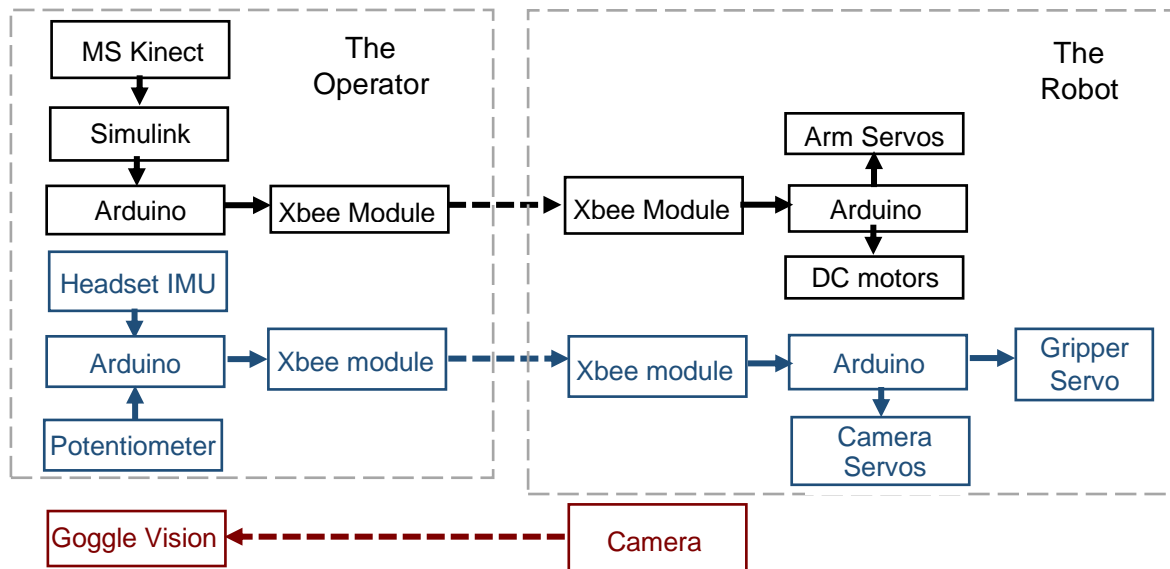 MS Kinect
The
Operator
Simulink
Arduino
Xbee Module
The
Robot
Arm Servos
Xbee Module
Arduino
DC motors
Headset IMU
Arduino
Xbee module
Potentiometer
Xbee module
Arduino
Gripper
Servo
Camera
Servos
Goggle Vision
Camera